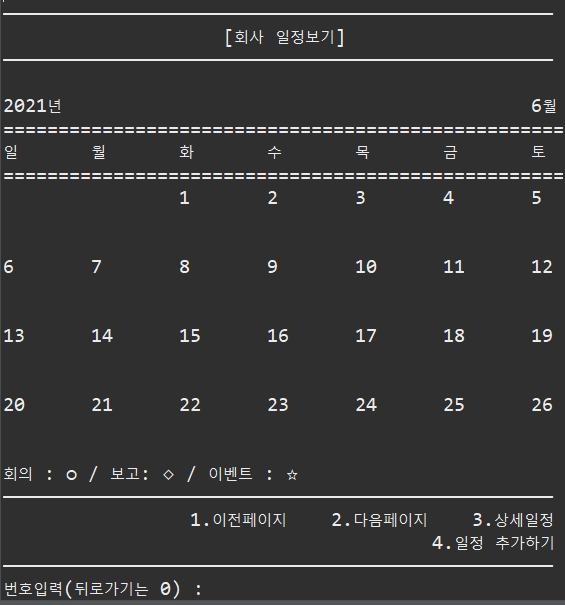 [회사 일정보기]
2021년 6월
===================================================
일 월 화 수 목 금 토
===================================================
1 2 3 4 5
6 7 8 9 10 11 12
13 14 15 16 17 18 19
20 21 22 23 24 25 26
회의 : ○ / 보고: ◇ / 이벤트 : ☆
1.이전페이지 2.다음페이지 3.상세일정
4.일정 추가하기
번호입력(뒤로가기는 0) :